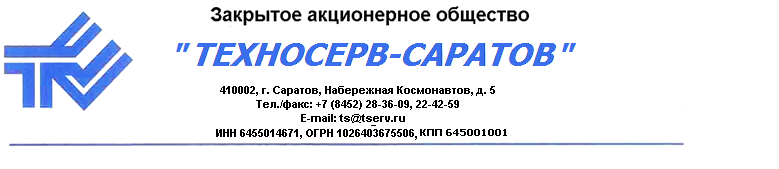 Закрытое акционерное общество
"ТЕХНОСЕРВ-САРАТОВ"
410002, г. Саратов, Набережная Космонавтов, д. 5
Тел./факс: +7 (8452) 28-36-09, 22-42-59
E-mail: ts@tserv.ru
ИНН 6455014671, ОГРН 1026403675506, КПП 645001001